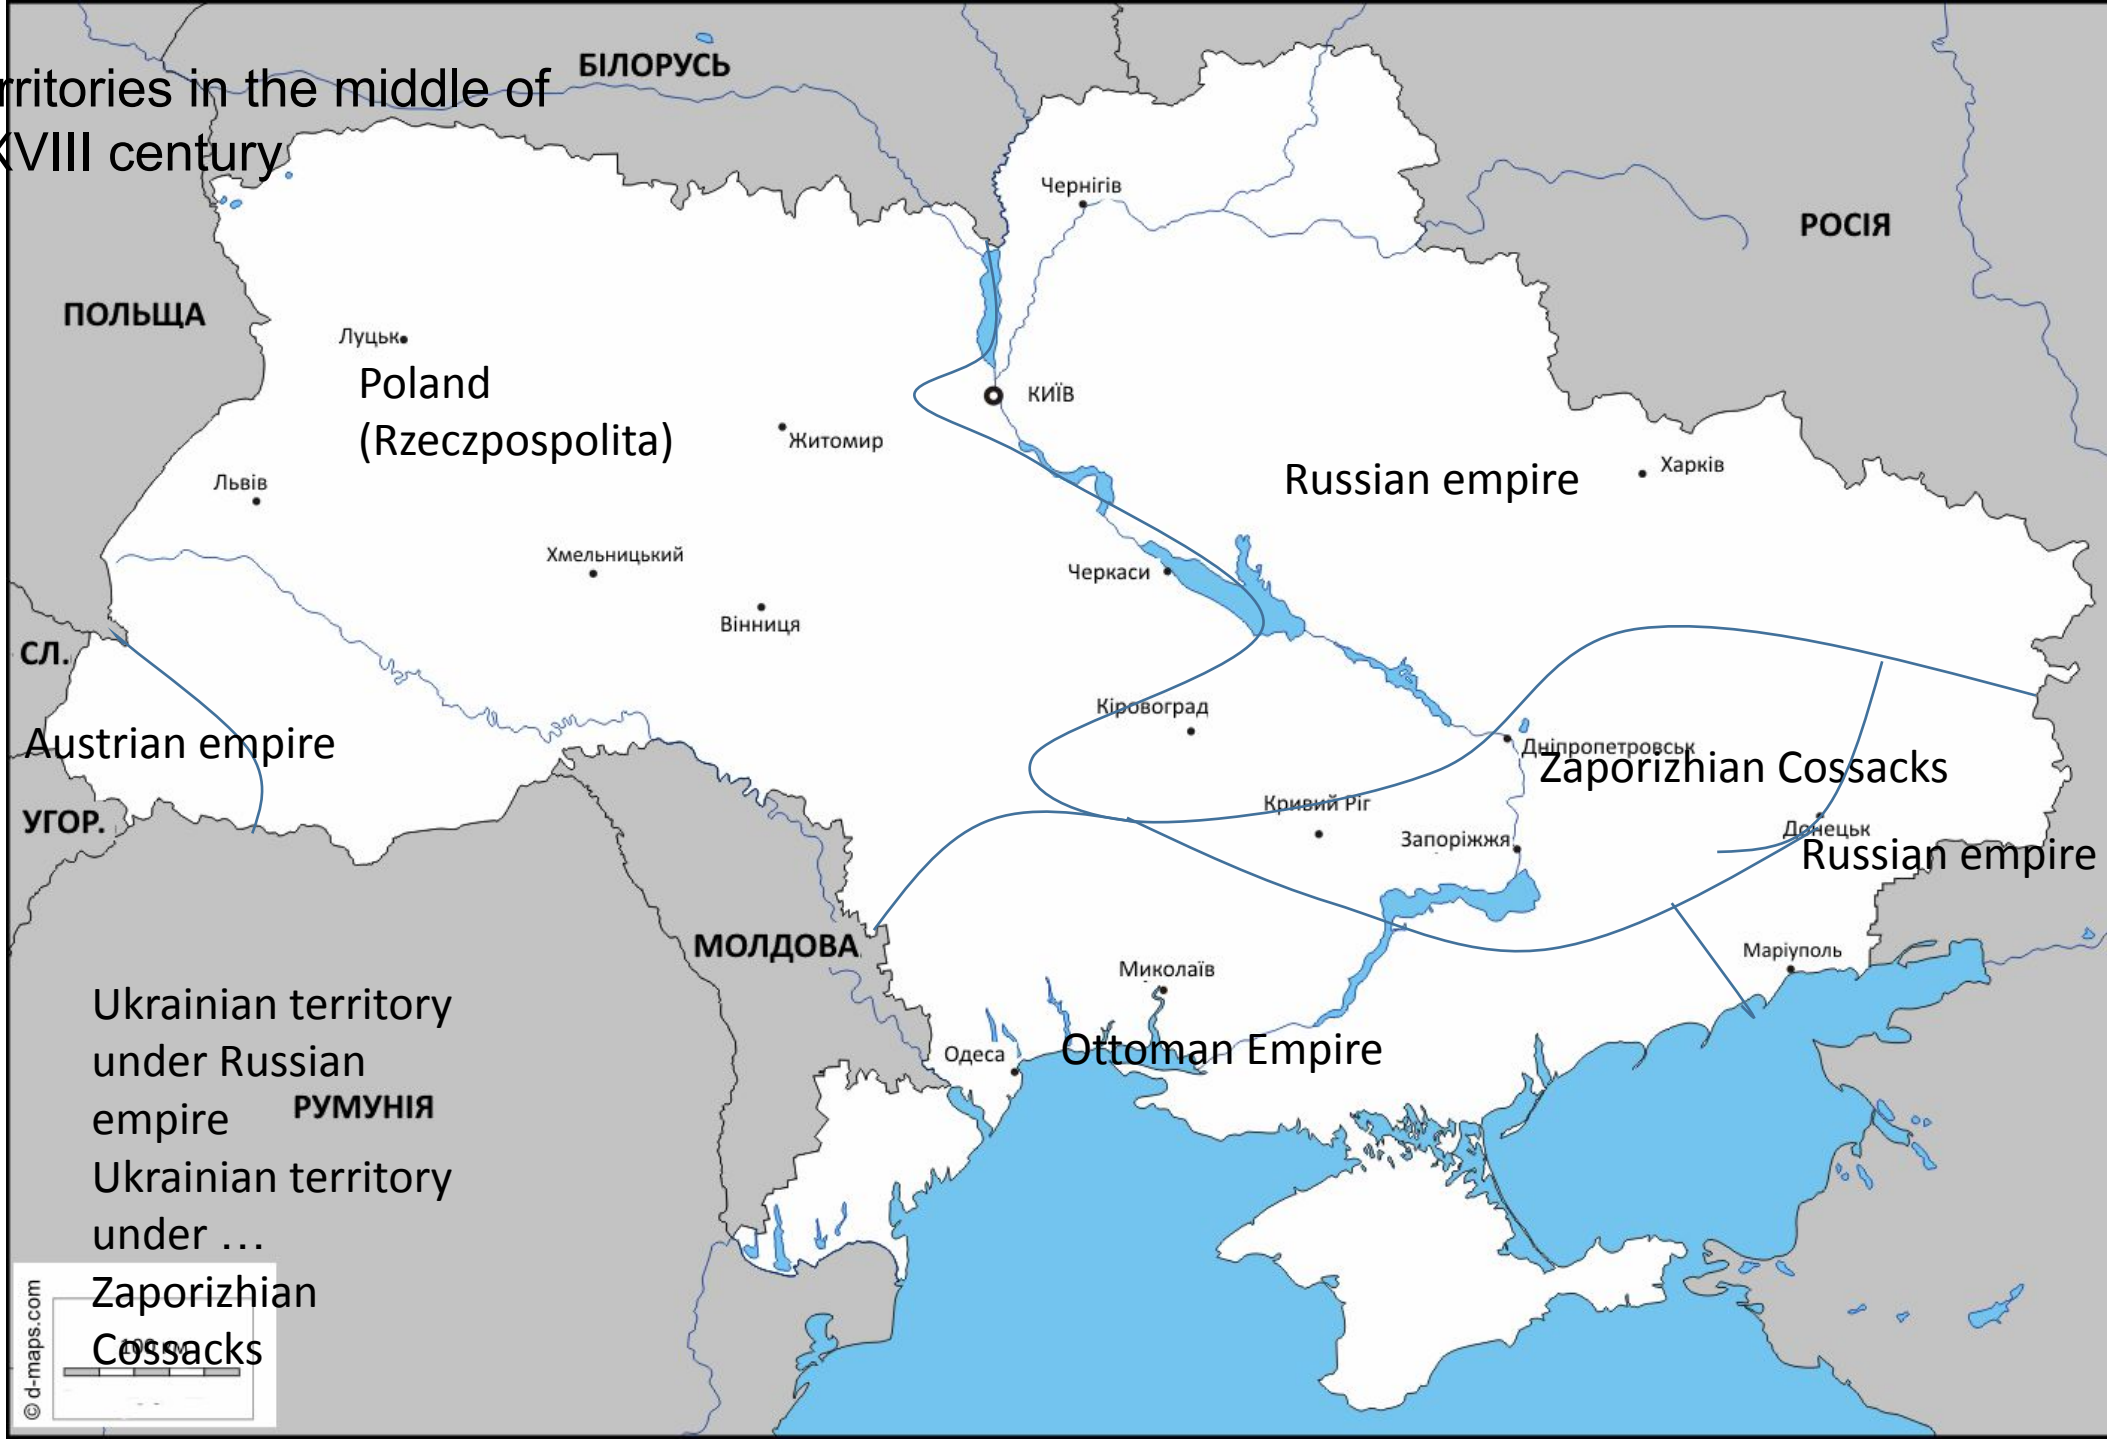 rritories in the middle of
XVIII century
БІЛОРУСЬ
Чернігів
РОСІЯ
ПОЛЬЩА
Луцьк
Poland
(Rzeczpospolita)
КИЇВ
Житомир
Russian empire
Харків
Львів
Хмельницький
Черкаси
Вінниця
СЛ.
Кіровоград
Austrian empire
Дніпропетровськ
Zaporizhian Cossacks
УГОР.
Кривий Ріг
Запоріжжя
Донецьк
Russian empire
МОЛДОВА
Маріуполь
Миколаїв
Ukrainian territory
under Russian
empire
РУМУНІЯ
Одеса
Ottoman Empire
Ukrainian territory
under …
Zaporizhian
Cossacks
100 км
© d-maps.com